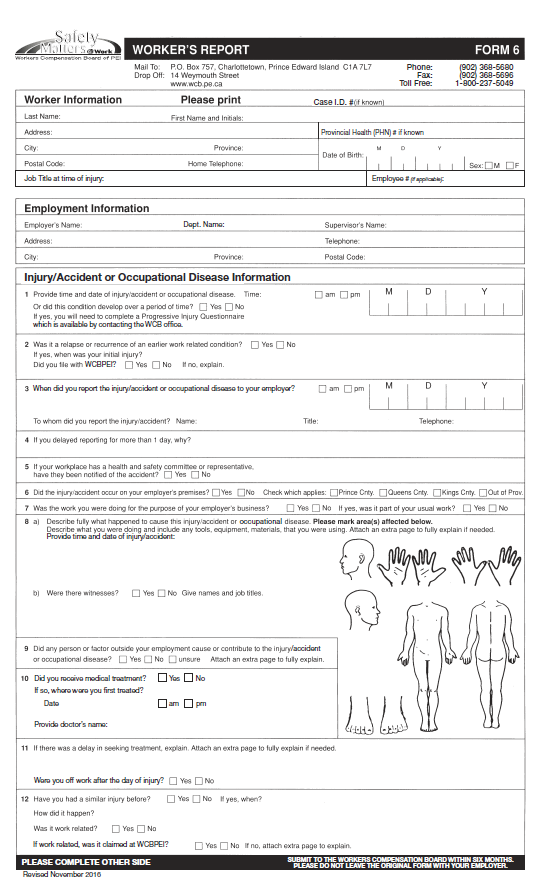 Safety
Matters @Work
Workers Compensation Board of PEI
WORKER'S REPORT FORM 6
Mail To: P.O. Box 757, Charlottetown, Prince Edward Island C1A 7L7 Phone: (902) 368-5680
Drop Off: 14 Weymouth Street Fax: (902) 368-5696
www.wcb.pe.ca Toll Free: 1-800-237-5049
Worker Information Please print Case I.D. #(if known)
Last Name: First Name and Initials:
Address: Provincial Health (PHN) # if known
City: Province: Date of Birth: M D Y
Postal Code: Home Telephone: Sex: M F
Job Title at time of injury: Employee # (if applicable):
Employment Information
Employer's Name: Dept. Name: Supervisor's Name:
Address: Telephone:
City: Province: Postal Code:
Injury/Accident or Occupational Disease Information
1 Provide time and date of injury/accident or occupational disease. Time: am pm M D Y
Or did this condition develop over a period of time? Yes No
If yes, you will need to complete a Progressive Injury Questionnaire
which is available by contacting the WCB office.
2 Was it a relapse or recurrence of an earlier work related condition? Yes No
If yes, when was your initial injury?
Did you file with WCBPEI? Yes No If no, explain.
3 When did you report the injury/accident or occupational disease to your employer? am pm M D Y
To whom did you report the injury/accident? Name: Title: Telephone:
4 If you delayed reporting for more than 1 day, why?
5 If your workplace has a health and safety committee or representative,
have they been notified of the accident? Yes No
6 Did the injury/accident occur on your employer's premises? Yes No Check which applies: Prince Cnty. Queens Cnty. Kings Cnty. Out of Prov.
7 Was the work you were doing for the purpose of your employer's business? Yes No If yes, was it part of your usual work? Yes No
8 a) Describe fully what happened to cause this injury/accident or occupational disease. Please mark area(s) affected below.
Describe what you were doing and include any tools, equipment, materials, that you were using. Attach an extra page to fully explain if needed.
Provide time and date of injury/accident:
b) Were there witnesses? Yes No Give names and job titles.
9 Did any person or factor outside your employment cause or contribute to the injury/accident
or occupational disease? Yes No unsure Attach an extra page to fully explain.
10 Did you receive medical treatment? Yes No
If so, where were you first treated?
Date am pm
Provide doctor's name:
11 If there was a delay in seeking treatment, explain. Attach an extra page to fully explain if needed.
Were you off work after the day of injury? Yes No
12 Have you had a similar injury before? Yes No If yes, when?
How did it happen?
Was it work related? Yes No
If work related, was it claimed at WCBPEI? Yes No If no, attach extra page to explain.
PLEASE COMPLETE OTHER SIDE SUBMIT TO THE WORKERS COMPENSATION BOARD WITHIN SIX MONTHS.
PLEASE DO NOT LEAVE THE ORIGINAL FORM WITH YOUR EMPLOYER.
Revised November 2016